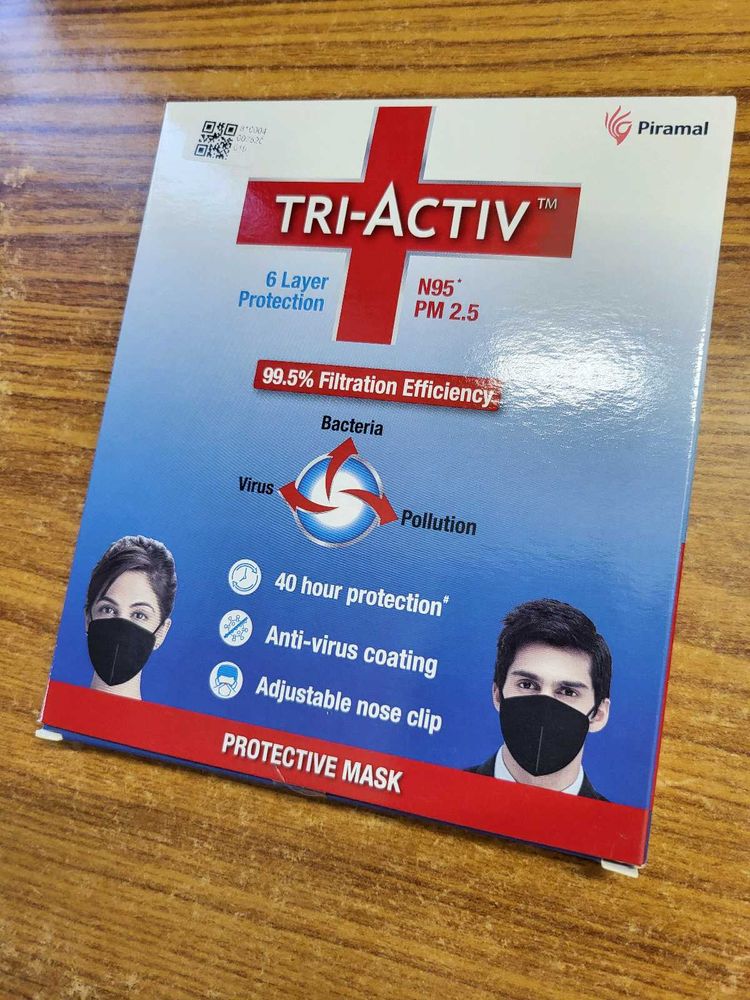 Piramal
TRI-ACTIV™
6 Layer
Protection
N95*
PM 2.5
99.5% Filtration Efficiency
Bacteria
Virus
Pollution
40 hour protection#
Anti-virus coating
Adjustable nose clip
PROTECTIVE MASK